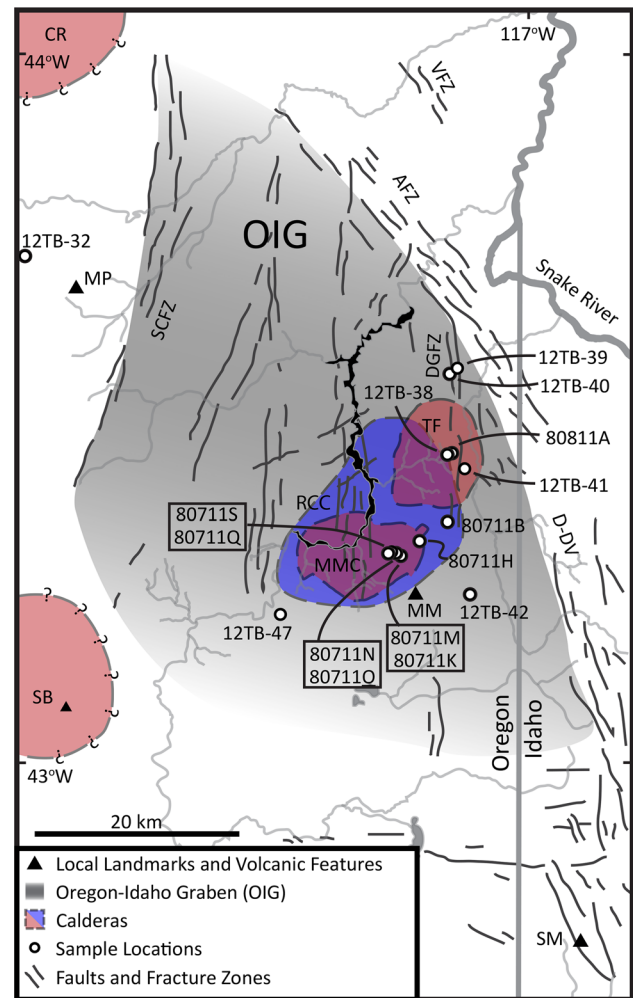 CR
44°W
117°W
?
?
?
?
VFZ
AFZ
OIG
12TB-32
MP
Snake River
SCFZ
DGFZ
12TB-39
12TB-40
12TB-38
TF
80811A
12TB-41
RCC
80711S
80711Q
80711B
D-DV
80711H
MMC
MM
12TB-42
12TB-47
80711N
80711O
80711M
80711K
?
?
?
?
?
?
?
SB
Oregon
Idaho
43°W
20 km
Local Landmarks and Volcanic Features
Oregon-Idaho Graben (OIG)
Calderas
Sample Locations
Faults and Fracture Zones
SM